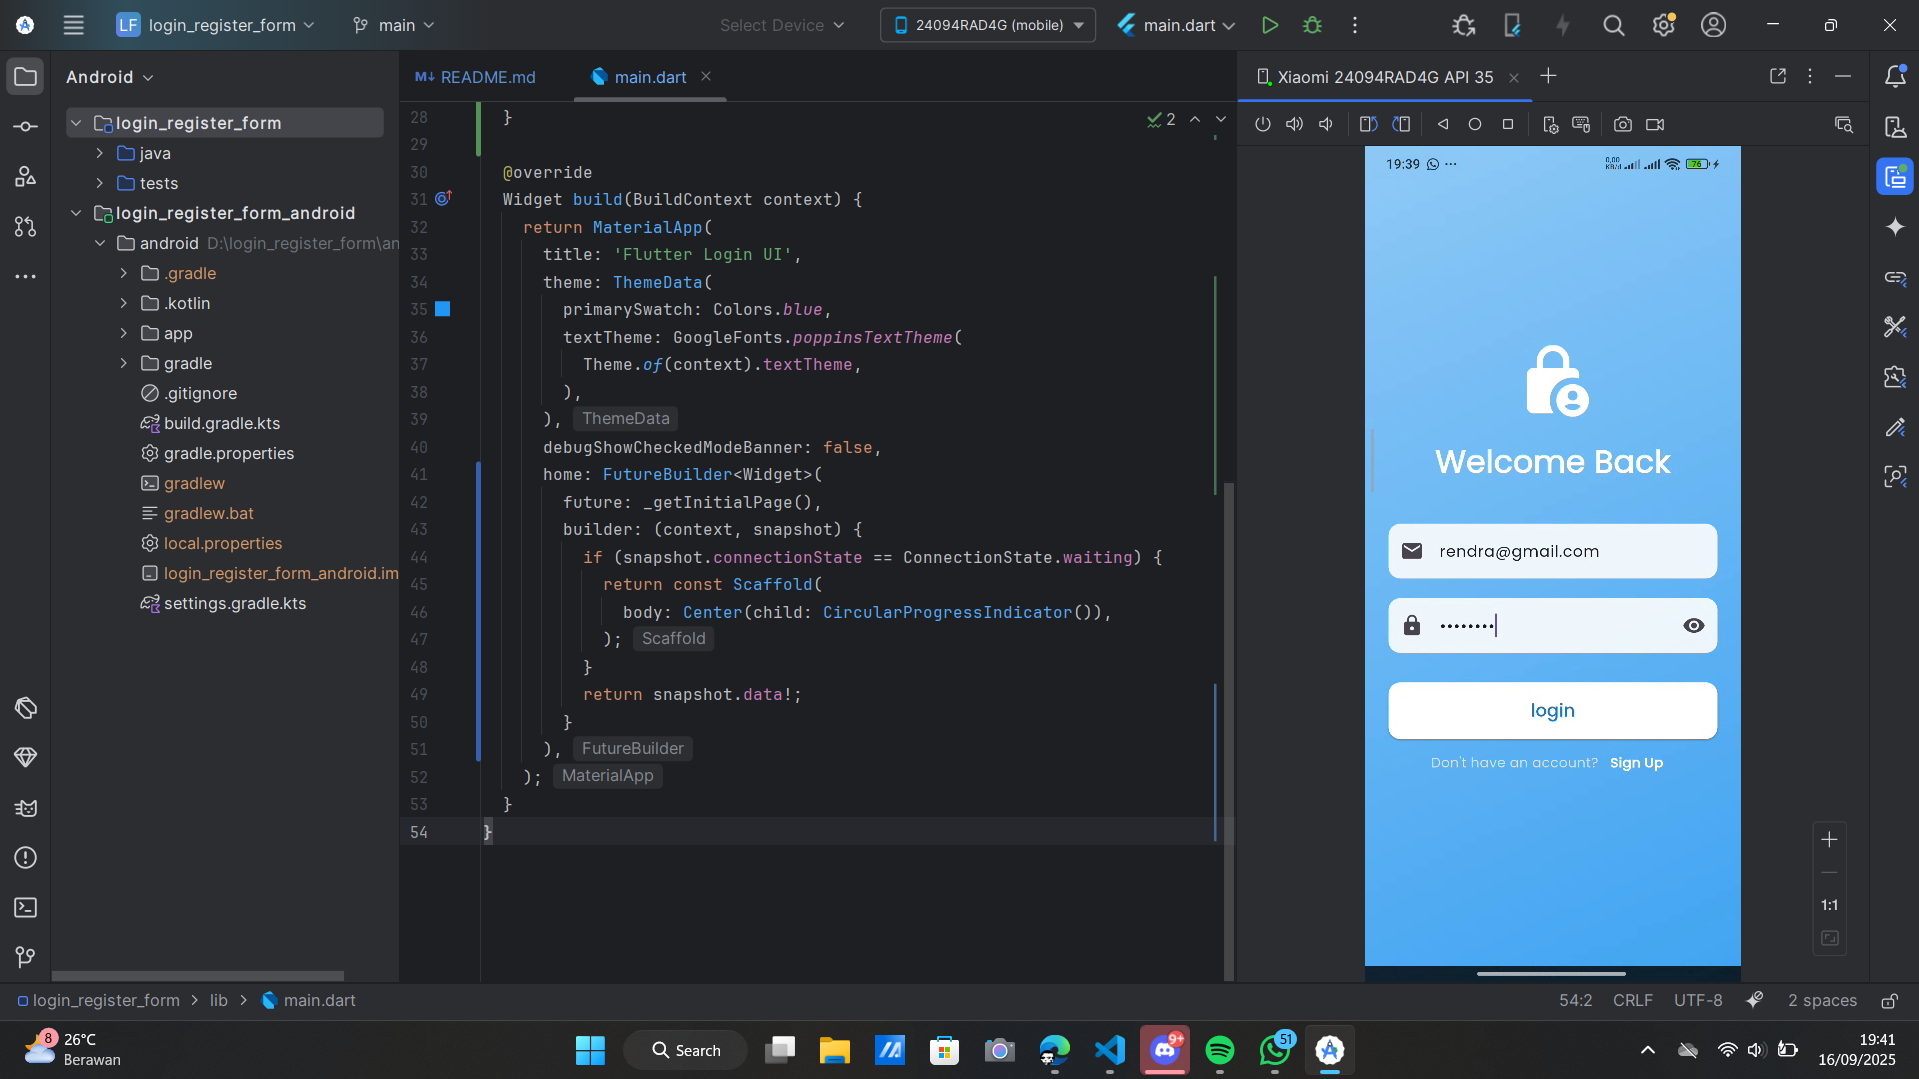 LF login_register_form main Select Device 24094RAD4G (mobile) main.dart
Android
M↓ README.md main.dart
Xiaomi 24094RAD4G API 35
login_register_form
java
tests
login_register_form_android
android D:\login_register_form\an
.gradle
.kotlin
app
gradle
.gitignore
build.gradle.kts
gradle.properties
gradlew
gradlew.bat
local.properties
login_register_form_android.im
settings.gradle.kts
2
28 }
29
30 @override
31 Widget build(BuildContext context) {
32 return MaterialApp(
33 title: 'Flutter Login UI',
34 theme: ThemeData(
35 primarySwatch: Colors.blue,
36 textTheme: GoogleFonts.poppinsTextTheme(
37 Theme.of(context).textTheme,
38 ),
39 ), ThemeData
40 debugShowCheckedModeBanner: false,
41 home: FutureBuilder<Widget>(
42 future: _getInitialPage(),
43 builder: (context, snapshot) {
44 if (snapshot.connectionState == ConnectionState.waiting) {
45 return const Scaffold(
46 body: Center(child: CircularProgressIndicator()),
47 ); Scaffold
48 }
49 return snapshot.data!;
50 }
51 ), FutureBuilder
52 ); MaterialApp
53 }
54 }
19:39 0,00 KB/d 76
Welcome Back
rendra@gmail.com
••••••••
login
Don't have an account? Sign Up
1:1
login_register_form > lib > main.dart
54:2 CRLF UTF-8 2 spaces
8 26°C
Berawan
Search
9+
51
19:41
16/09/2025